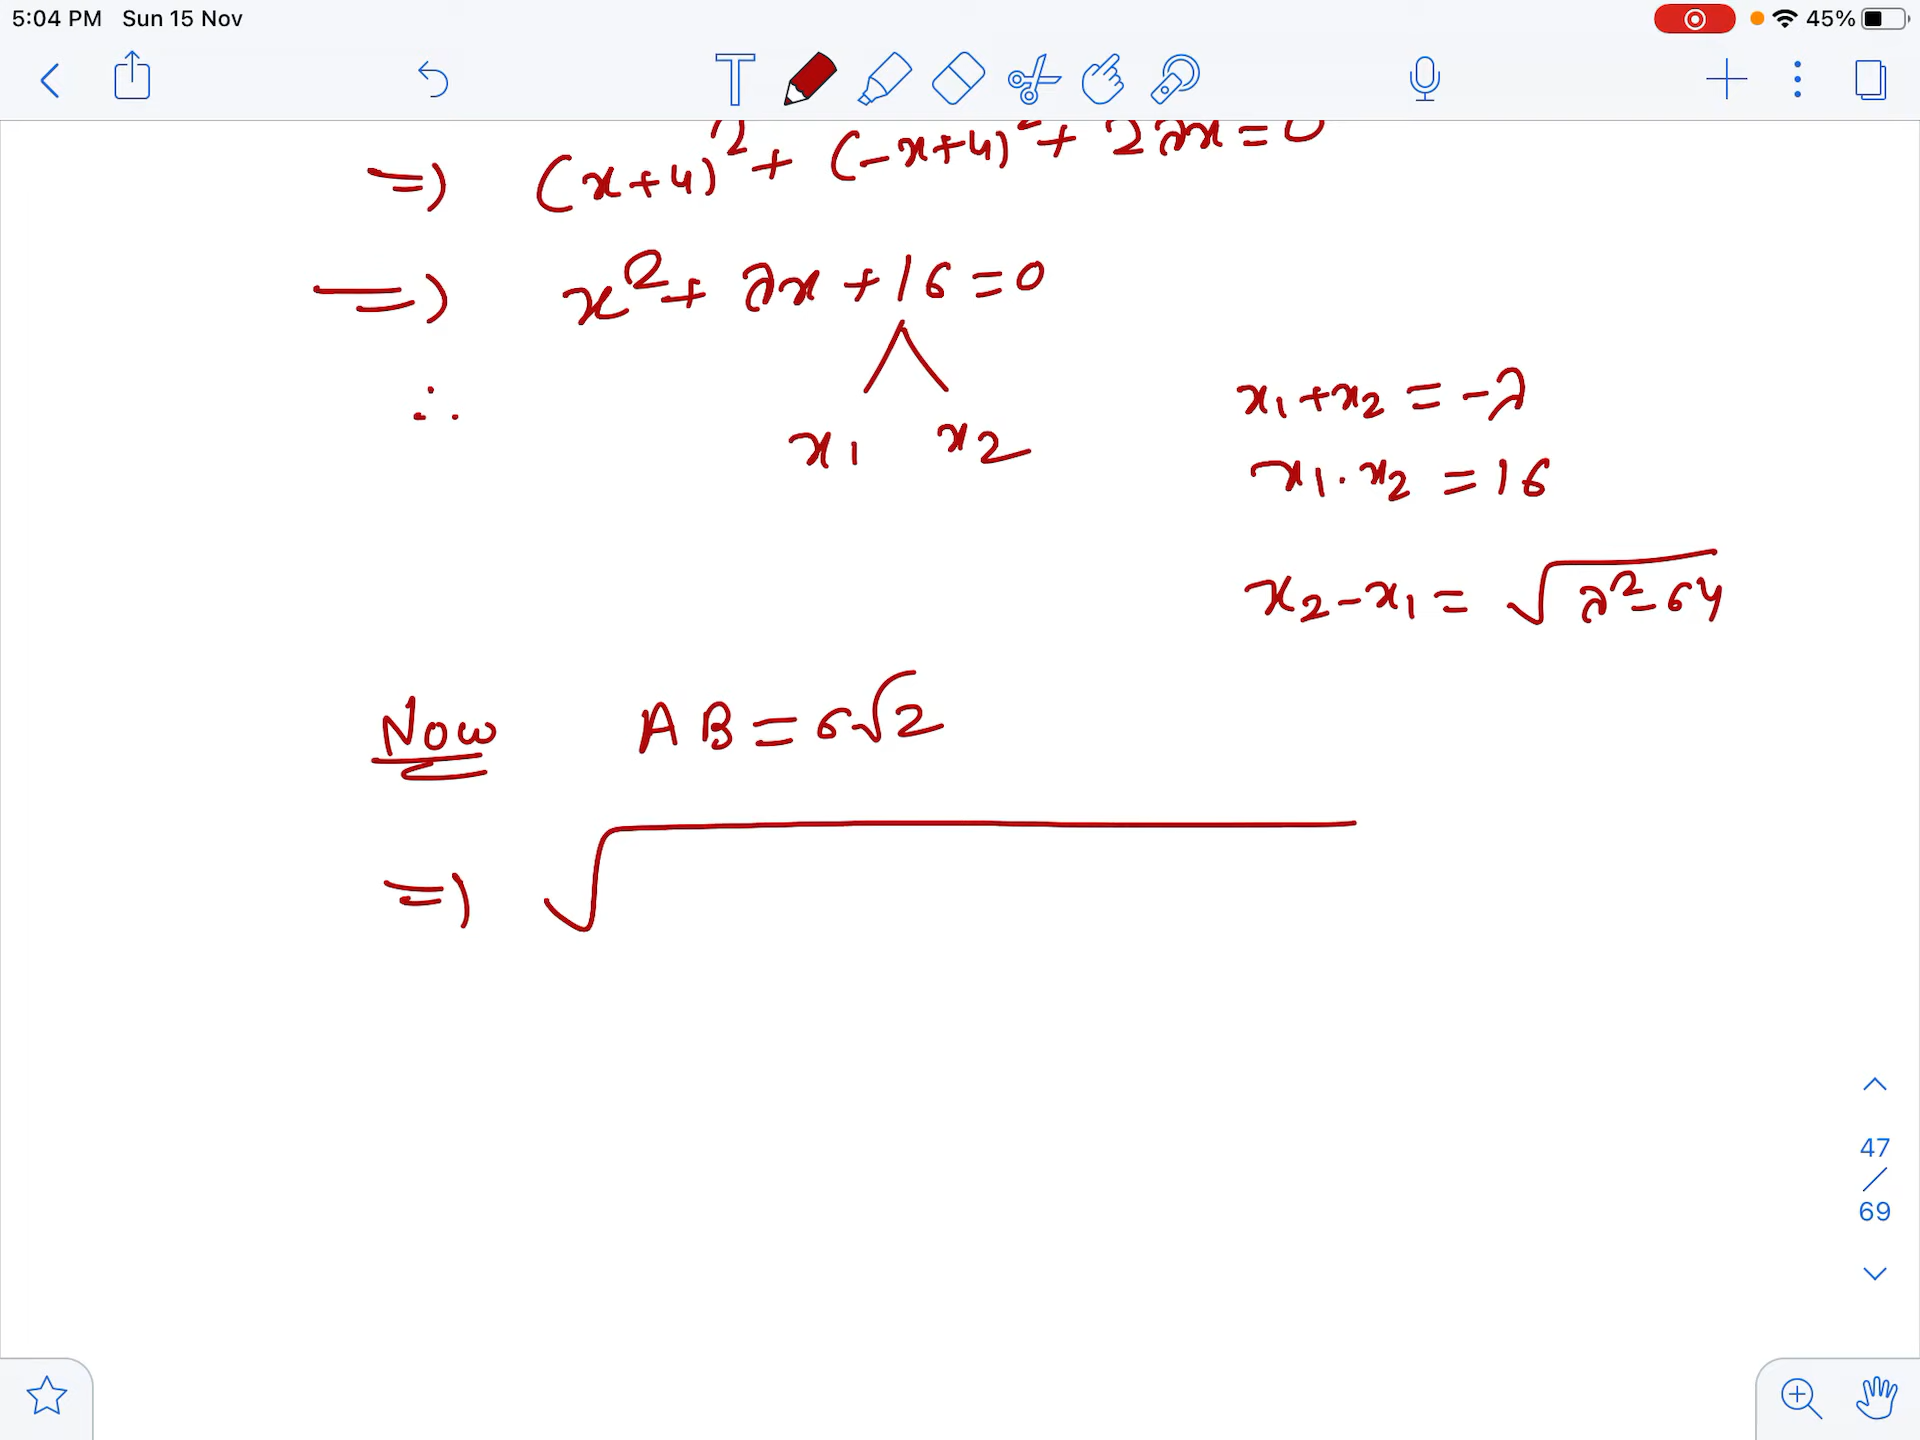 5:04 PM Sun 15 Nov 45%
T
=) (x+4)² + (-x+4)² + 2λx = 0
=) x² + λx + 16 = 0
∴
x₁ x₂
x₁ + x₂ = -λ
x₁ . x₂ = 16
x₂ - x₁ = √λ² - 64
Now AB = 6√2
=) √
47
/
69